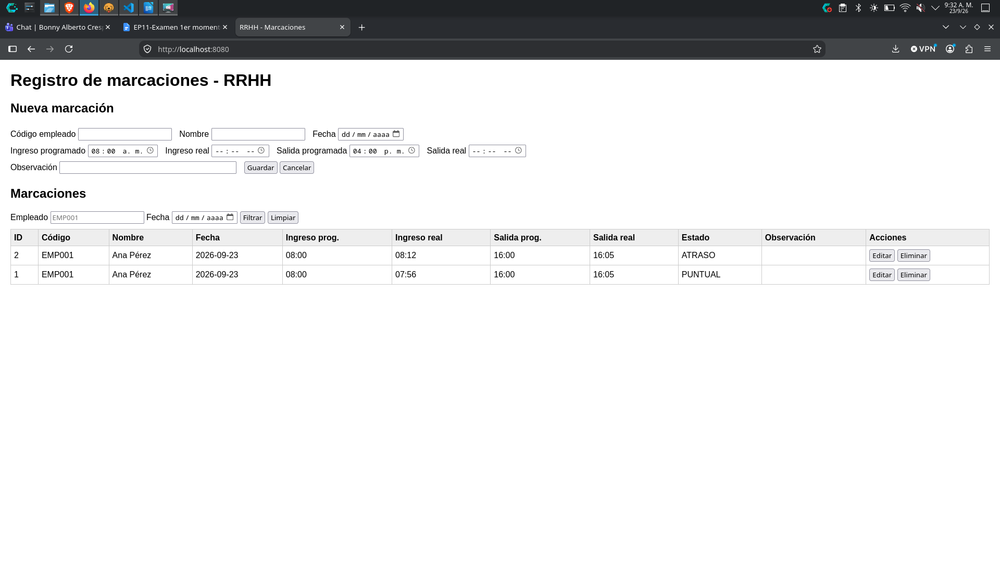 9:32 A. M.
23/9/26
Chat | Bonny Alberto Cres
EP11-Examen 1er moment
RRHH - Marcaciones
http://localhost:8080
VPN
Registro de marcaciones - RRHH
Nueva marcación
Código empleado Nombre Fecha dd / mm / aaaa
Ingreso programado 08 : 00 a. m. Ingreso real -- : -- -- Salida programada 04 : 00 p. m. Salida real -- : -- --
Observación Guardar Cancelar
Marcaciones
Empleado EMP001 Fecha dd / mm / aaaa Filtrar Limpiar
ID Código Nombre Fecha Ingreso prog. Ingreso real Salida prog. Salida real Estado Observación Acciones
2 EMP001 Ana Pérez 2026-09-23 08:00 08:12 16:00 16:05 ATRASO Editar Eliminar
1 EMP001 Ana Pérez 2026-09-23 08:00 07:56 16:00 16:05 PUNTUAL Editar Eliminar